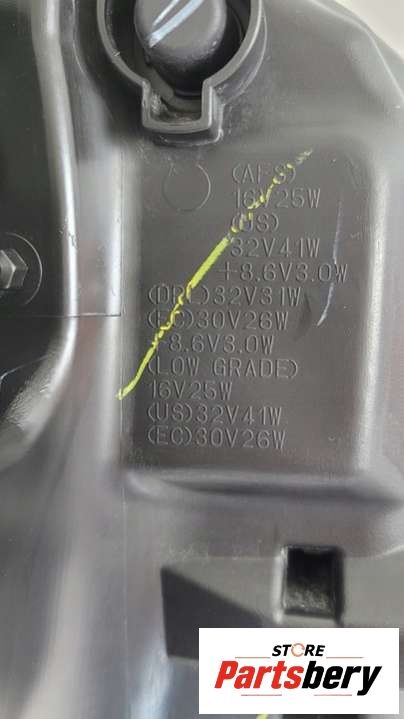 (AFS)
16V25W
(US)
32V41W
+8.6V3.0W
(DRL)32V31W
(EC)30V26W
+8.6V3.0W
(LOW GRADE)
16V25W
(US)32V41W
(EC)30V26W
STORE
Partsbery